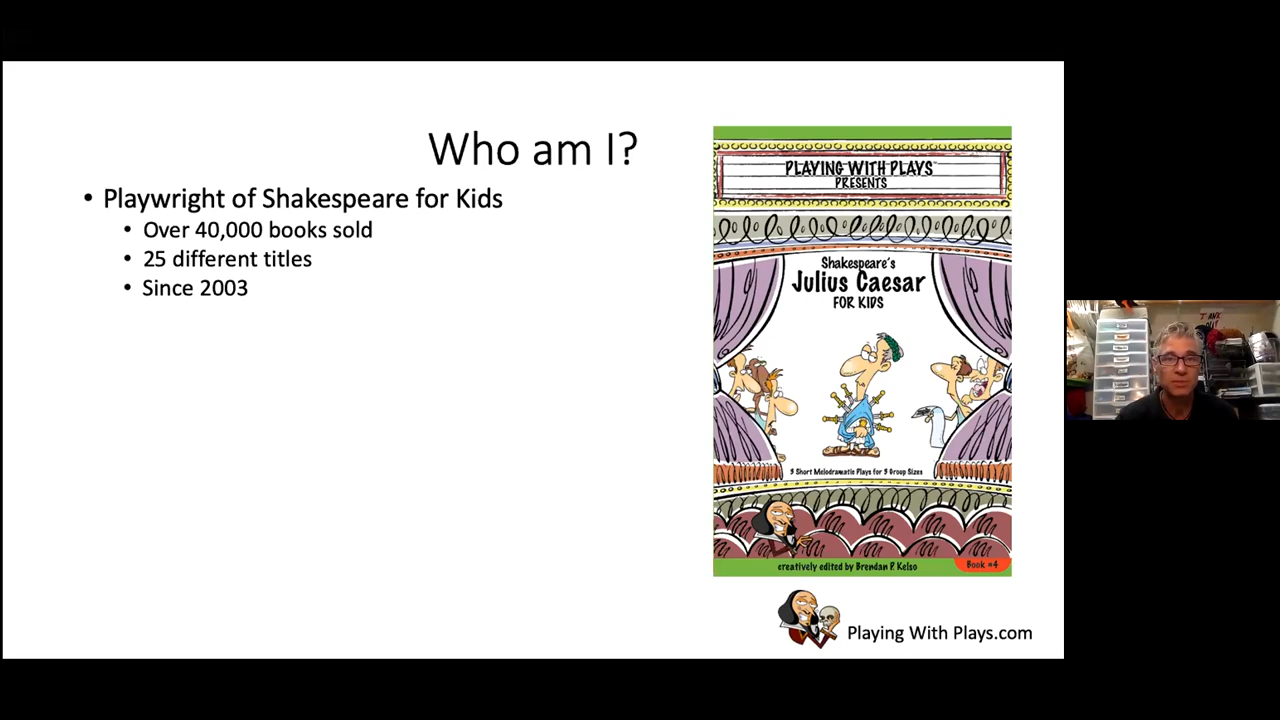 Who am I?
• Playwright of Shakespeare for Kids
• Over 40,000 books sold
• 25 different titles
• Since 2003
PLAYING WITH PLAYS™
PRESENTS
Shakespeare's
Julius Caesar
FOR KIDS
3 Short Melodramatic Plays for 3 Group Sizes
creatively edited by Brendan P. Kelso
Book #4
Playing With Plays.com